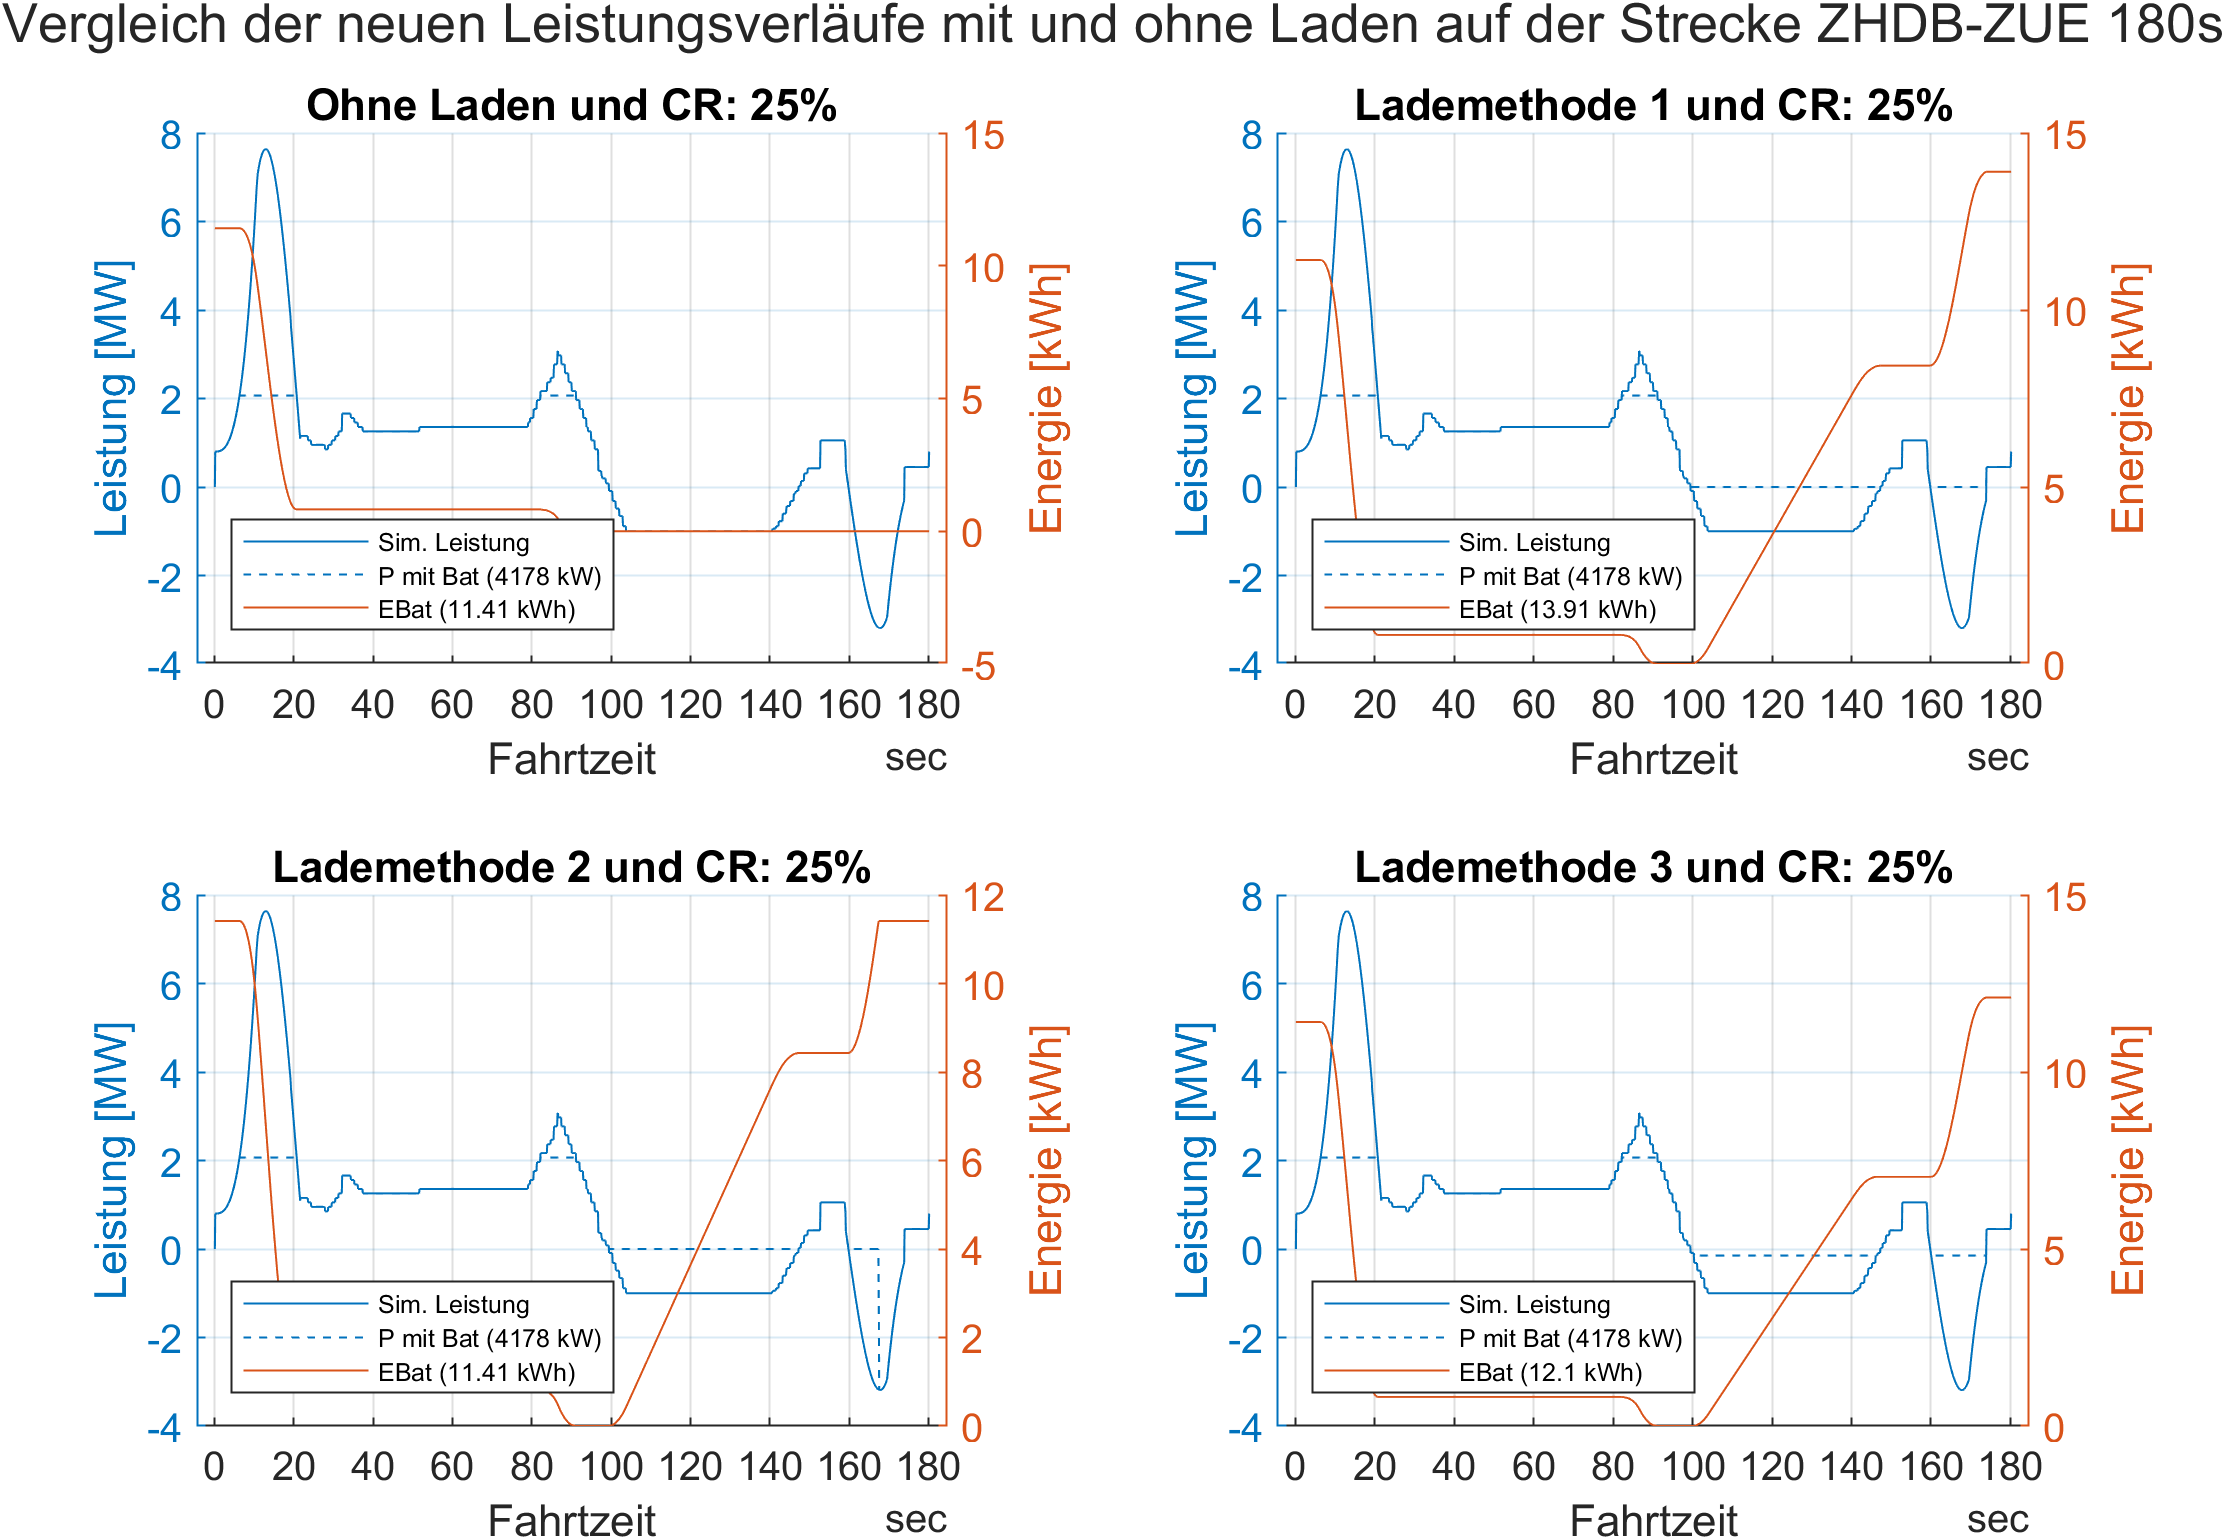 Vergleich der neuen Leistungsverläufe mit und ohne Laden auf der Strecke ZHDB-ZUE 180s
Ohne Laden und CR: 25%
8
6
4
2
0
-2
-4
Leistung [MW]
15
10
5
0
-5
Energie [kWh]
Sim. Leistung
P mit Bat (4178 kW)
EBat (11.41 kWh)
0 20 40 60 80 100 120 140 160 180
Fahrtzeit sec
Lademethode 1 und CR: 25%
8
6
4
2
0
-2
-4
Leistung [MW]
15
10
5
0
Energie [kWh]
Sim. Leistung
P mit Bat (4178 kW)
EBat (13.91 kWh)
0 20 40 60 80 100 120 140 160 180
Fahrtzeit sec
Lademethode 2 und CR: 25%
8
6
4
2
0
-2
-4
Leistung [MW]
12
10
8
6
4
2
0
Energie [kWh]
Sim. Leistung
P mit Bat (4178 kW)
EBat (11.41 kWh)
0 20 40 60 80 100 120 140 160 180
Fahrtzeit sec
Lademethode 3 und CR: 25%
8
6
4
2
0
-2
-4
Leistung [MW]
15
10
5
0
Energie [kWh]
Sim. Leistung
P mit Bat (4178 kW)
EBat (12.1 kWh)
0 20 40 60 80 100 120 140 160 180
Fahrtzeit sec